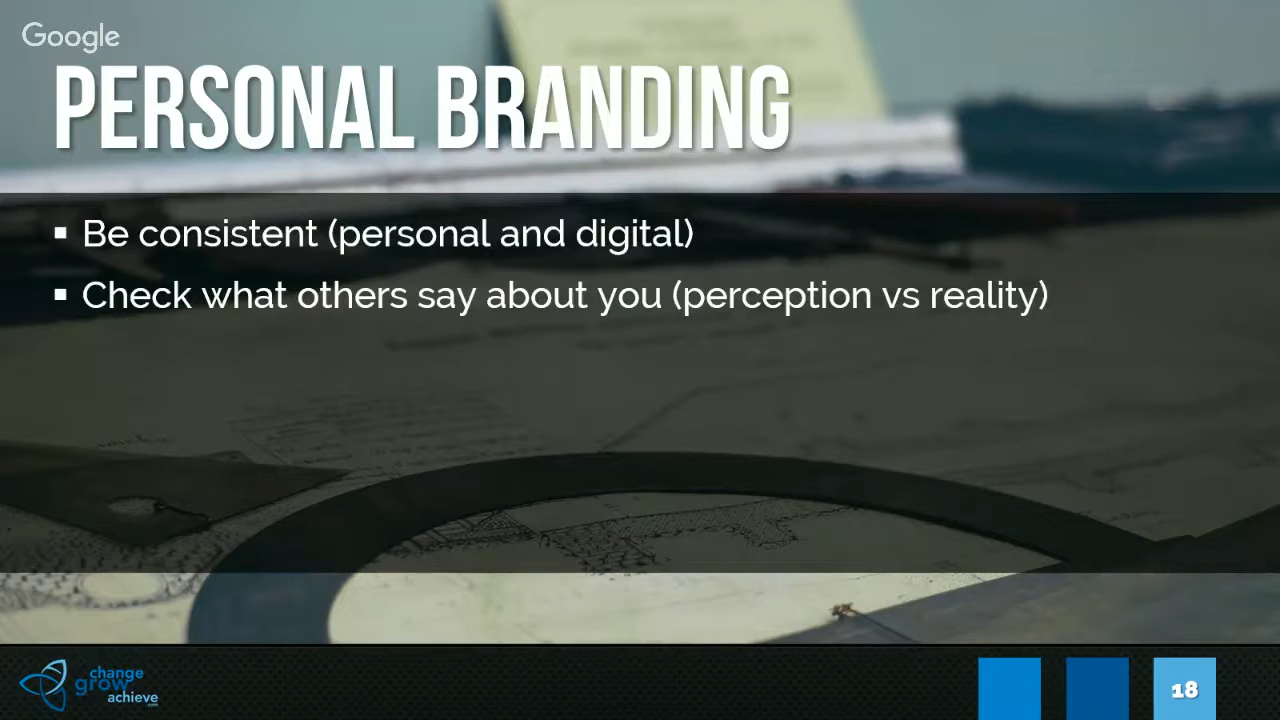 Google
PERSONAL BRANDING
▪ Be consistent (personal and digital)
▪ Check what others say about you (perception vs reality)
change
grow
achieve
.com
18